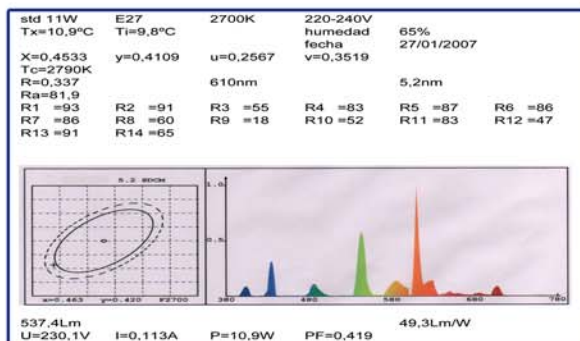 std 11W E27 2700K 220-240V
Tx=10,9ºC Ti=9,8ºC humedad 65%
fecha 27/01/2007
X=0,4533 y=0,4109 u=0,2567 v=0,3519
Tc=2790K
R=0,337 610nm 5,2nm
Ra=81,9
R1 =93 R2 =91 R3 =55 R4 =83 R5 =87 R6 =86
R7 =86 R8 =60 R9 =18 R10 =52 R11 =83 R12 =47
R13 =91 R14 =65
5.2 SDCM
1.0
0.5
x=0.463 y=0.420 F2700
380 480 580 680 780
537,4Lm 49,3Lm/W
U=230,1V I=0,113A P=10,9W PF=0,419